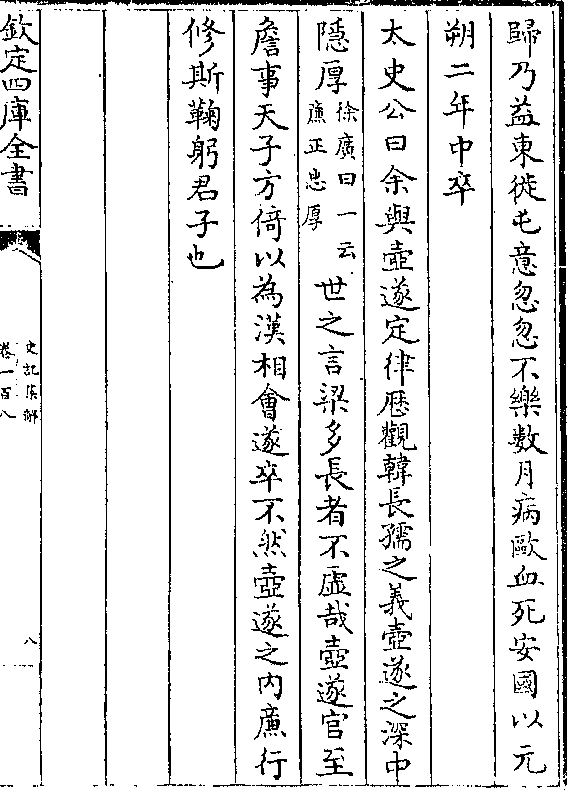 歸乃益東徙屯意忽忽不樂數月病歐血死安國以元
朔二年中卒
太史公曰余與壺遂定律歷觀韓長孺之義壺遂之深中
隱厚徐廣曰一云廉正忠厚世之言梁多長者不虛哉壺遂官至
詹事天子方倚以為漢相會遂卒不然壺遂之內廉行
修斯鞠躬君子也
欽定四庫全書
史記集解
卷一百八
八